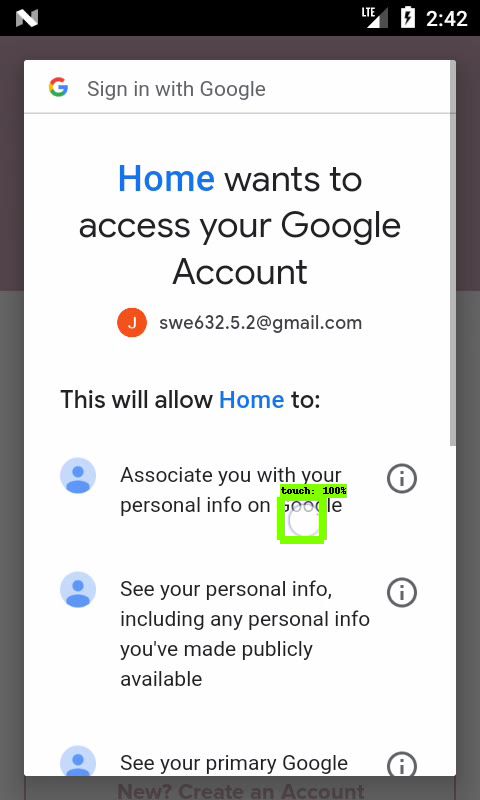 LTE 2:42
Sign in with Google
Home wants to
access your Google
Account
J swe632.5.2@gmail.com
This will allow Home to:
Associate you with your
touch: 100%
personal info on Google
See your personal info,
including any personal info
you've made publicly
available
See your primary Google
New? Create an Account